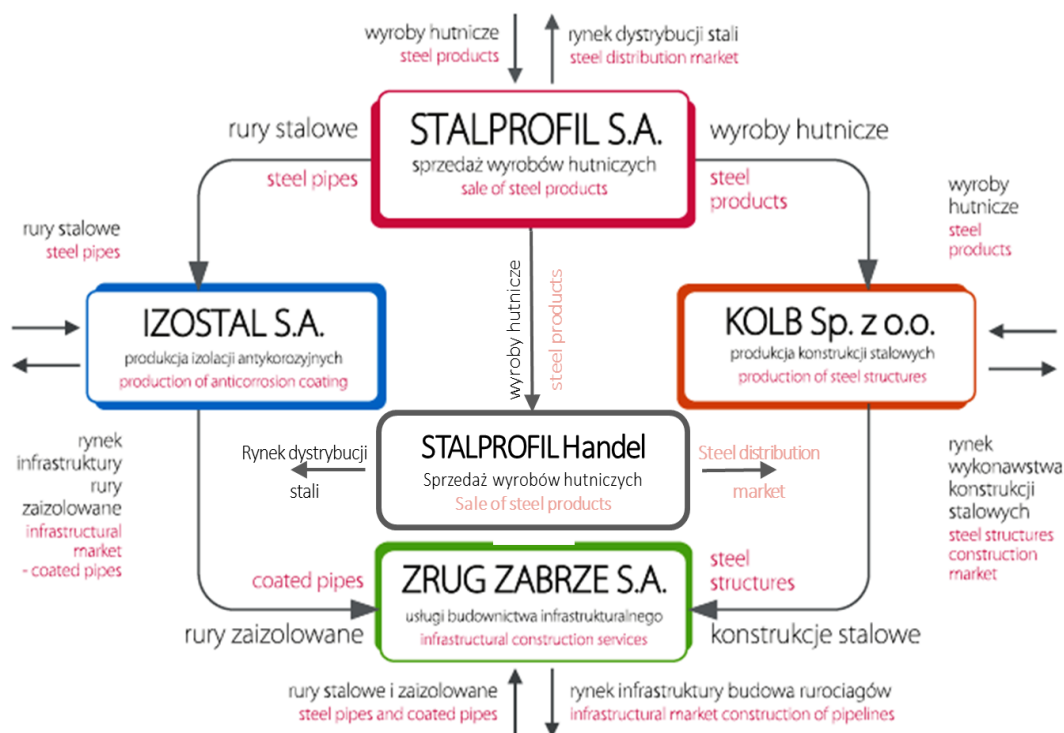 wyroby hutnicze
steel products
rynek dystrybucji stali
steel distribution market
STALPROFIL S.A.
sprzedaż wyrobów hutniczych
sale of steel products
rury stalowe
steel pipes
wyroby hutnicze
steel
products
rury stalowe
steel pipes
wyroby
hutnicze
steel
products
wyroby hutnicze
steel products
IZOSTAL S.A.
produkcja izolacji antykorozyjnych
production of anticorrosion coating
KOLB Sp. z o.o.
produkcja konstrukcji stalowych
production of steel structures
rynek
infrastruktury
rury
zaizolowane
infrastructural
market
- coated pipes
Rynek dystrybucji
stali
STALPROFIL Handel
Sprzedaż wyrobów hutniczych
Sale of steel products
Steel distribution
market
rynek
wykonawstwa
konstrukcji
stalowych
steel structures
construction
market
coated pipes
rury zaizolowane
ZRUG ZABRZE S.A.
usługi budownictwa infrastrukturalnego
infrastructural construction services
steel
structures
konstrukcje stalowe
rury stalowe i zaizolowane
steel pipes and coated pipes
rynek infrastruktury budowa rurociągów
infrastructural market construction of pipelines